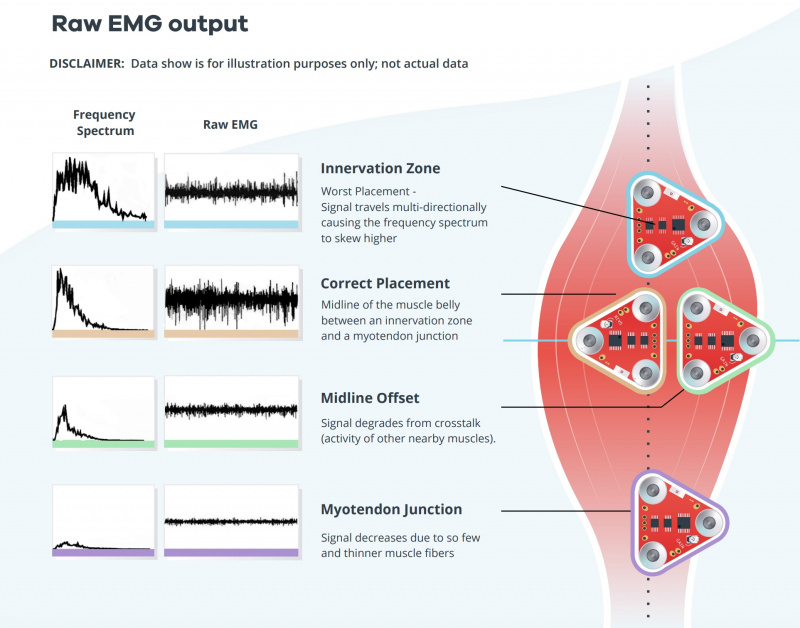 Raw EMG output
DISCLAIMER: Data show is for illustration purposes only; not actual data
Frequency
Spectrum
Raw EMG
Innervation Zone
Worst Placement -
Signal travels multi-directionally
causing the frequency spectrum
to skew higher
Correct Placement
Midline of the muscle belly
between an innervation zone
and a myotendon junction
Midline Offset
Signal degrades from crosstalk
(activity of other nearby muscles).
Myotendon Junction
Signal decreases due to so few
and thinner muscle fibers